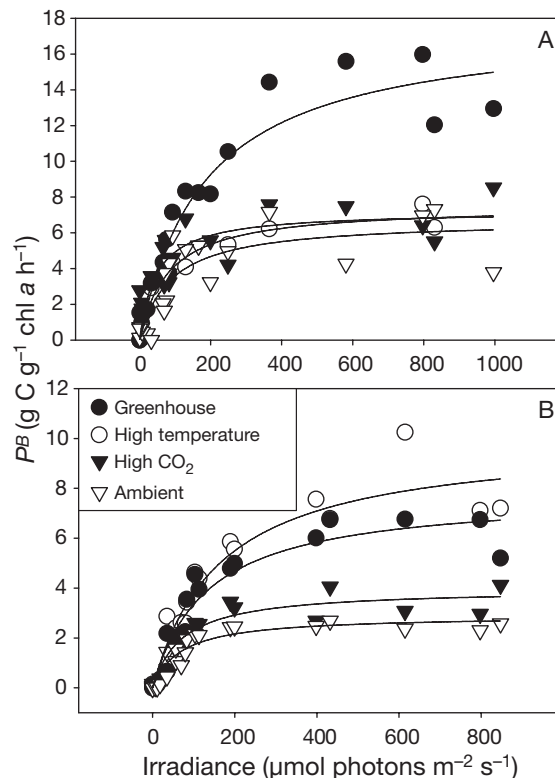 A
18
16
14
12
10
8
6
4
2
0
0 200 400 600 800 1000
Pᴮ (g C g⁻¹ chl a h⁻¹)
B
12
10
8
6
4
2
0
Greenhouse
High temperature
High CO₂
Ambient
0 200 400 600 800
Irradiance (μmol photons m⁻² s⁻¹)